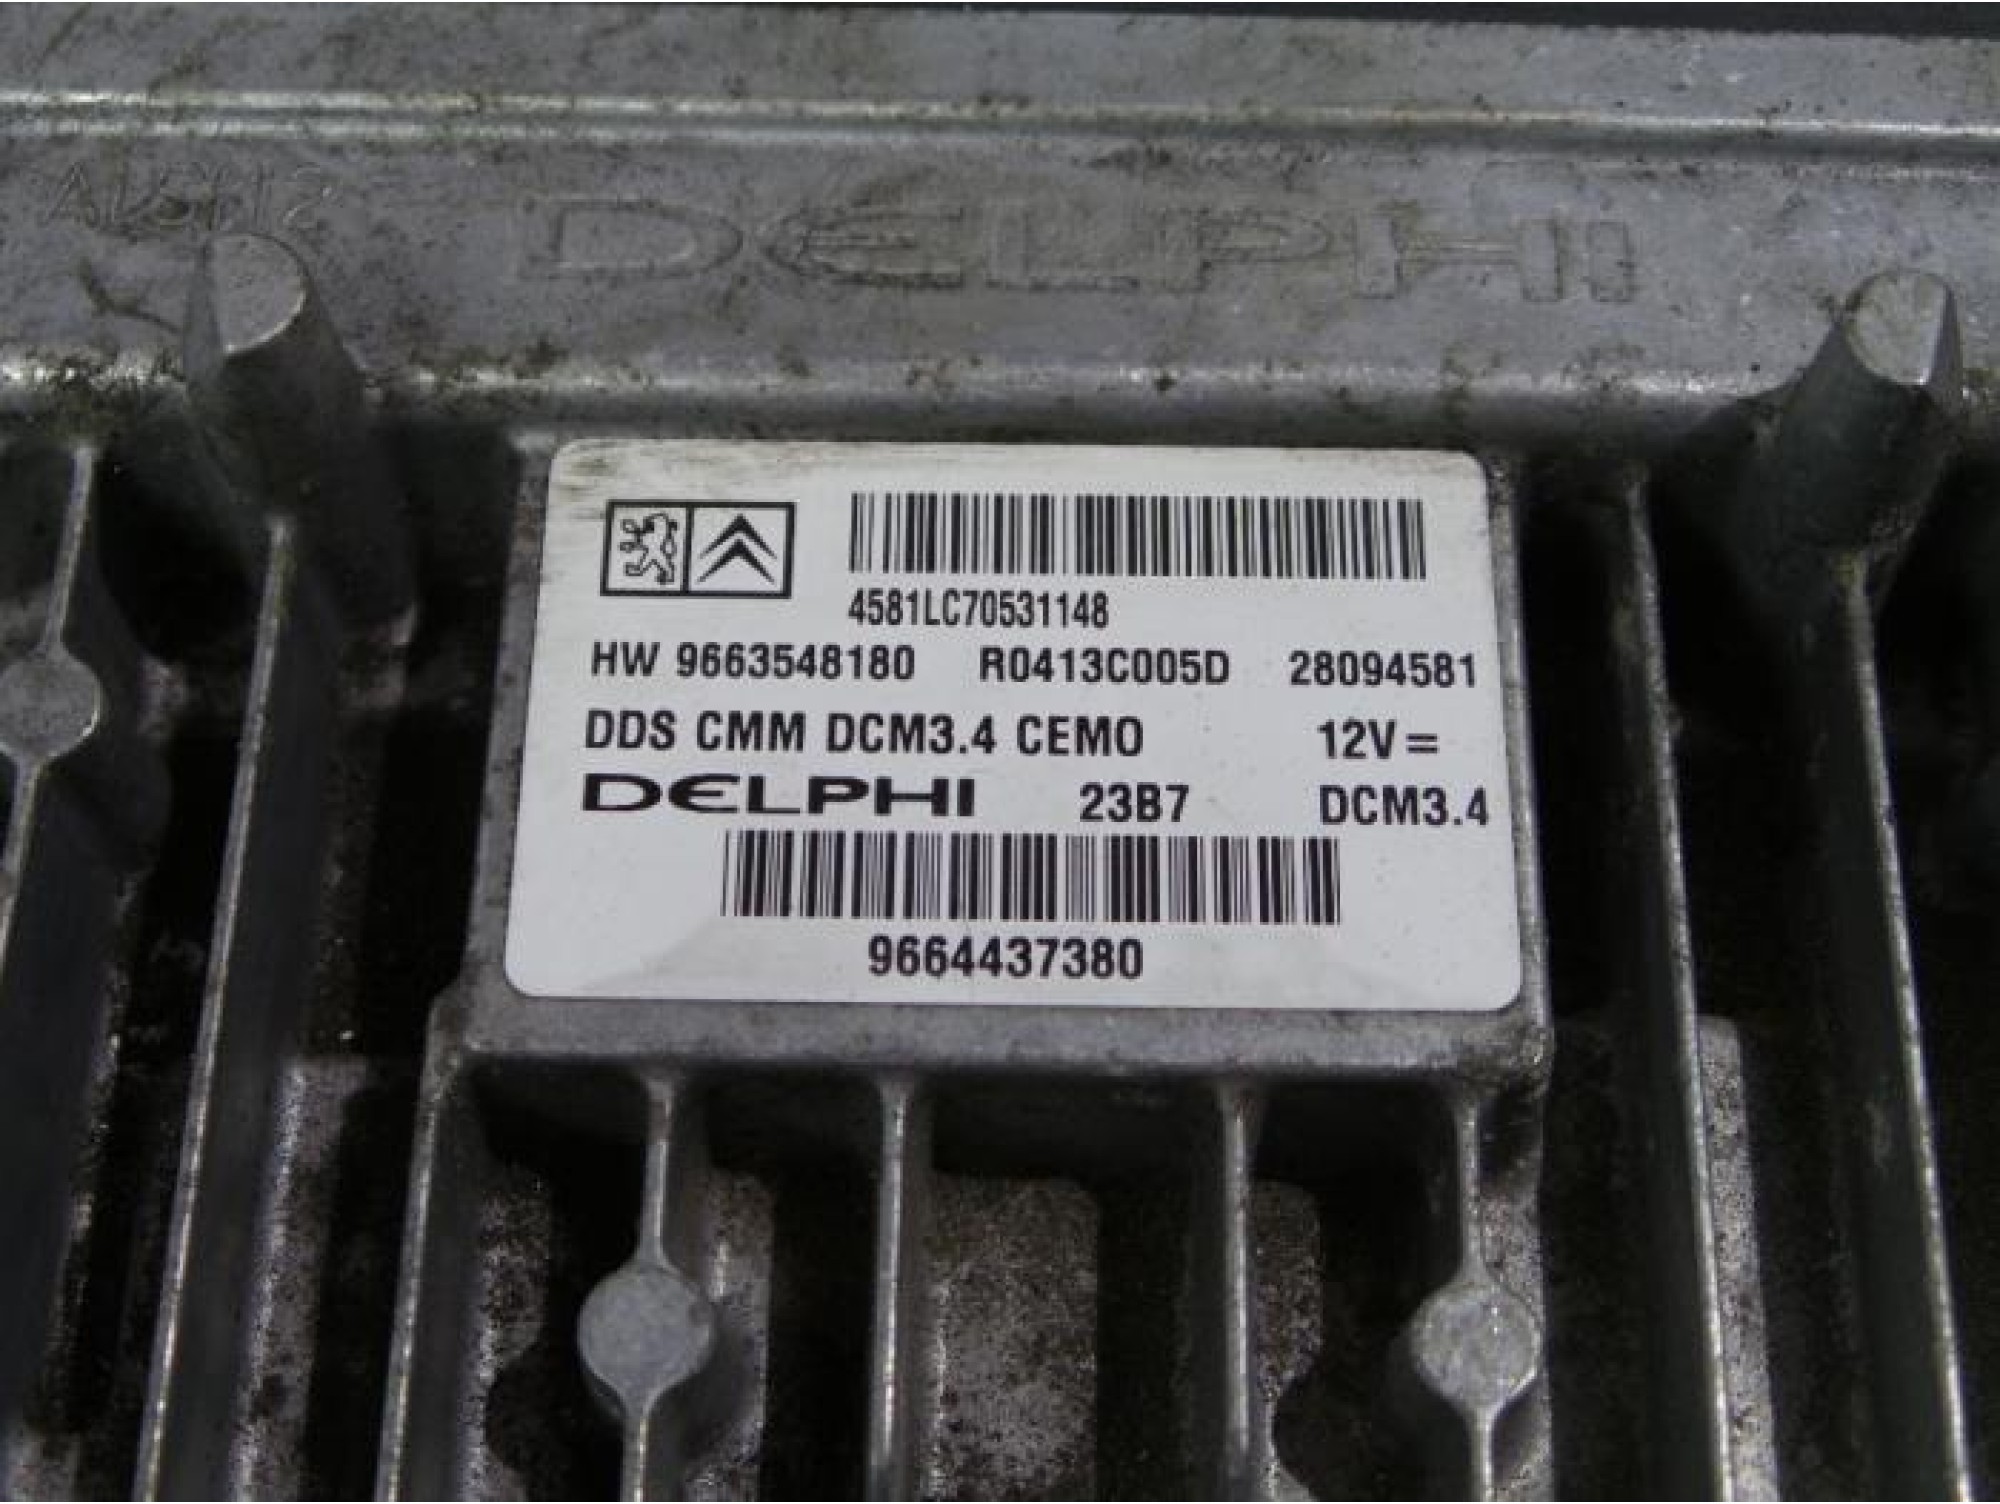 DELPHI
4581LC70531148
HW 9663548180 R0413C005D 28094581
DDS CMM DCM3.4 CEMO 12V=
DELPHI 23B7 DCM3.4
9664437380